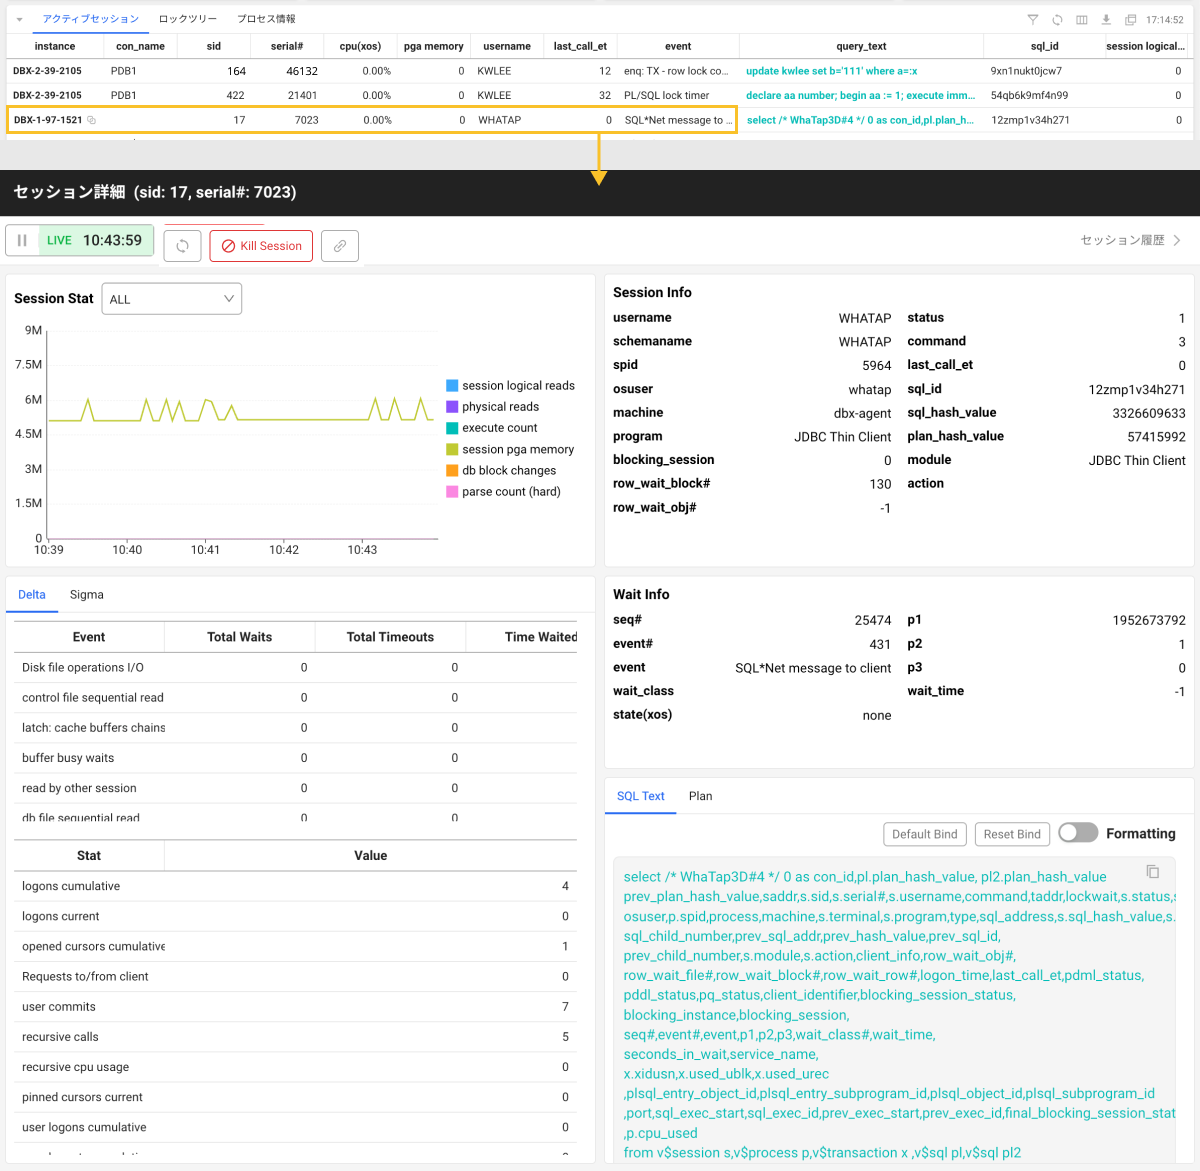 アクティブセッション ロックツリー プロセス情報 17:14:52
instance con_name sid serial# cpu(xos) pga memory username last_call_et event query_text sql_id session logical...
DBX-2-39-2105 PDB1 164 46132 0.00% 0 KWLEE 12 enq: TX - row lock co... update kwlee set b='111' where a=:x 9xn1nukt0jcw7 0
DBX-2-39-2105 PDB1 422 21401 0.00% 0 KWLEE 32 PL/SQL lock timer declare aa number; begin aa := 1; execute imm... 54qb6k9mf4n99 0
DBX-1-97-1521 17 7023 0.00% 0 WHATAP 0 SQL*Net message to ... select /* WhaTap3D#4 */ 0 as con_id,pl.plan_h... 12zmp1v34h271 0
セッション詳細 (sid: 17, serial#: 7023)
LIVE 10:43:59 Kill Session セッション履歴
Session Stat ALL
9M
7.5M
6M
4.5M
3M
1.5M
0
10:39 10:40 10:41 10:42 10:43
session logical reads
physical reads
execute count
session pga memory
db block changes
parse count (hard)
Session Info
username WHATAP status 1
schemaname WHATAP command 3
spid 5964 last_call_et 0
osuser whatap sql_id 12zmp1v34h271
machine dbx-agent sql_hash_value 3326609633
program JDBC Thin Client plan_hash_value 57415992
blocking_session 0 module JDBC Thin Client
row_wait_block# 130 action
row_wait_obj# -1
Delta Sigma
Event Total Waits Total Timeouts Time Waited
Disk file operations I/O 0 0
control file sequential read 0 0
latch: cache buffers chains 0 0
buffer busy waits 0 0
read by other session 0 0
db file sequential read 0 0
Stat Value
logons cumulative 4
logons current 0
opened cursors cumulative 1
Requests to/from client 0
user commits 7
recursive calls 5
recursive cpu usage 0
pinned cursors current 0
user logons cumulative 0
Wait Info
seq# 25474 p1 1952673792
event# 431 p2 1
event SQL*Net message to client p3 0
wait_class wait_time -1
state(xos) none
SQL Text Plan
Default Bind Reset Bind Formatting
select /* WhaTap3D#4 */ 0 as con_id,pl.plan_hash_value, pl2.plan_hash_value
prev_plan_hash_value,saddr,s.sid,s.serial#,s.username,command,taddr,lockwait,s.status,s
osuser,p.spid,process,machine,s.terminal,s.program,type,sql_address,s.sql_hash_value,s.
sql_child_number,prev_sql_addr,prev_hash_value,prev_sql_id,
prev_child_number,s.module,s.action,client_info,row_wait_obj#,
row_wait_file#,row_wait_block#,row_wait_row#,logon_time,last_call_et,pdml_status,
pddl_status,pq_status,client_identifier,blocking_session_status,
blocking_instance,blocking_session,
seq#,event#,event,p1,p2,p3,wait_class#,wait_time,
seconds_in_wait,service_name,
x.xidusn,x.used_ublk,x.used_urec
,plsql_entry_object_id,plsql_entry_subprogram_id,plsql_object_id,plsql_subprogram_id
,port,sql_exec_start,sql_exec_id,prev_exec_start,prev_exec_id,final_blocking_session_stat
,p.cpu_used
from v$session s,v$process p,v$transaction x ,v$sql pl,v$sql pl2